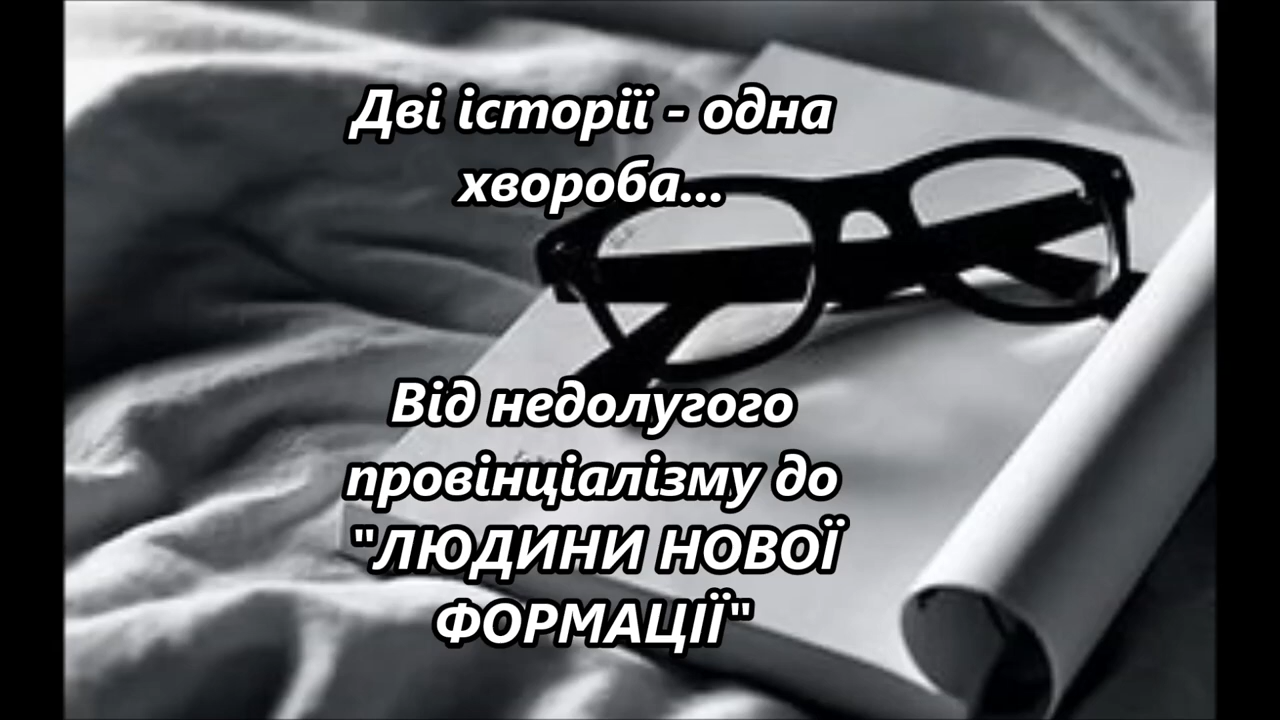 Дві історії - одна
хвороба...
Від недолугого
провінціалізму до
"ЛЮДИНИ НОВОЇ
ФОРМАЦІЇ"